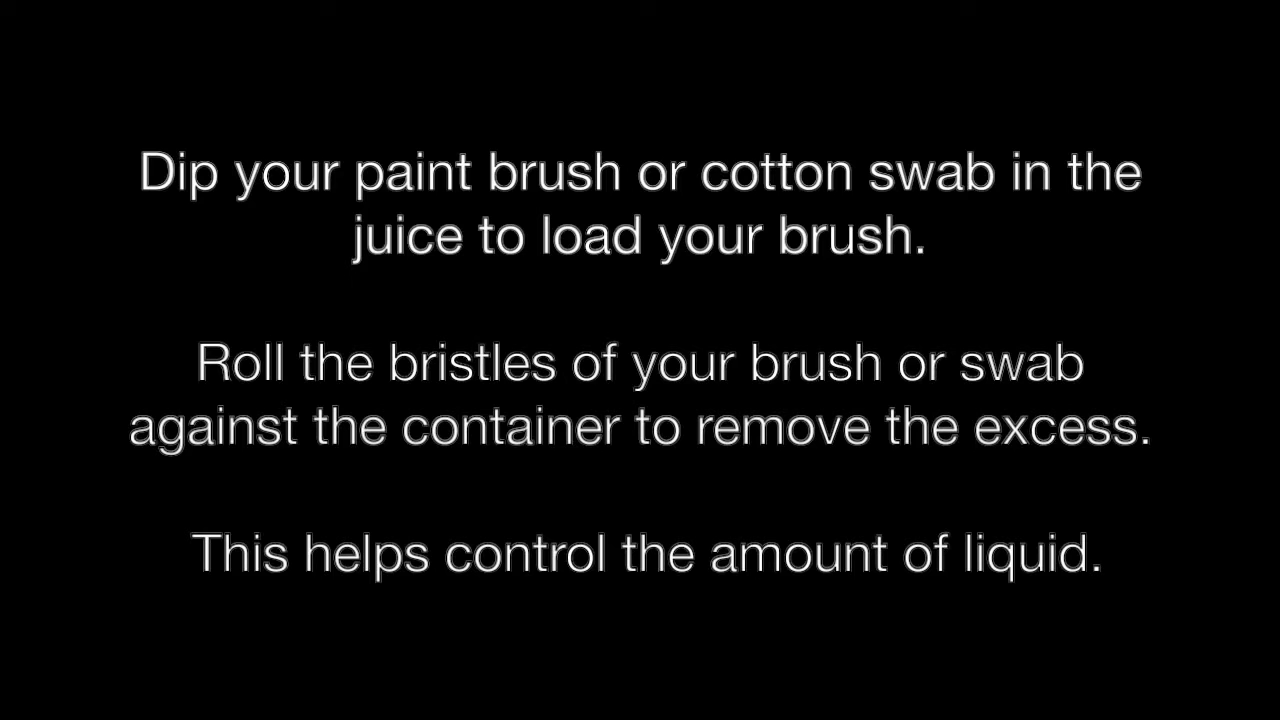 Dip your paint brush or cotton swab in the
juice to load your brush.
Roll the bristles of your brush or swab
against the container to remove the excess.
This helps control the amount of liquid.